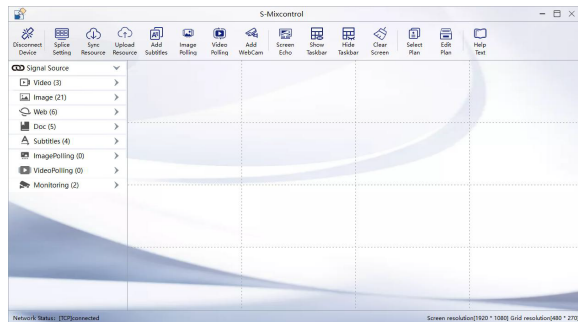 S-Mixcontrol
Disconnect Device
Splice Setting
Sync Resource
Upload Resource
Add Subtitles
Image Polling
Video Polling
Add WebCam
Screen Echo
Show Taskbar
Hide Taskbar
Clear Screen
Select Plan
Edit Plan
Help Text
Signal Source
Video (3)
Image (21)
Web (6)
Doc (5)
Subtitles (4)
ImagePolling (0)
VideoPolling (0)
Monitoring (2)
Network Status: [TCP]connected
Screen resolution[1920 * 1080] Grid resolution[480 * 270]